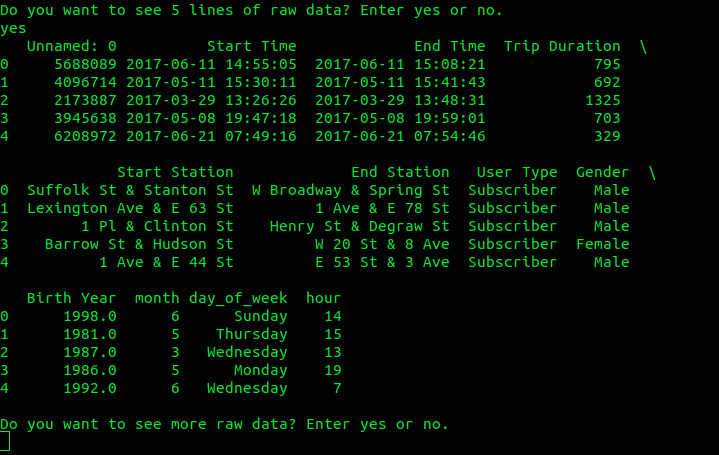 Do you want to see 5 lines of raw data? Enter yes or no.
yes
   Unnamed: 0          Start Time             End Time  Trip Duration  \
0     5688089 2017-06-11 14:55:05  2017-06-11 15:08:21            795
1     4096714 2017-05-11 15:30:11  2017-05-11 15:41:43            692
2     2173887 2017-03-29 13:26:26  2017-03-29 13:48:31           1325
3     3945638 2017-05-08 19:47:18  2017-05-08 19:59:01            703
4     6208972 2017-06-21 07:49:16  2017-06-21 07:54:46            329

             Start Station             End Station   User Type  Gender  \
0  Suffolk St & Stanton St  W Broadway & Spring St  Subscriber    Male
1  Lexington Ave & E 63 St       1 Ave & E 78 St  Subscriber    Male
2        1 Pl & Clinton St    Henry St & Degraw St  Subscriber    Male
3    Barrow St & Hudson St         W 20 St & 8 Ave  Subscriber  Female
4          1 Ave & E 44 St         E 53 St & 3 Ave  Subscriber    Male

   Birth Year  month day_of_week  hour
0      1998.0      6      Sunday    14
1      1981.0      5    Thursday    15
2      1987.0      3   Wednesday    13
3      1986.0      5      Monday    19
4      1992.0      6   Wednesday     7

Do you want to see more raw data? Enter yes or no.